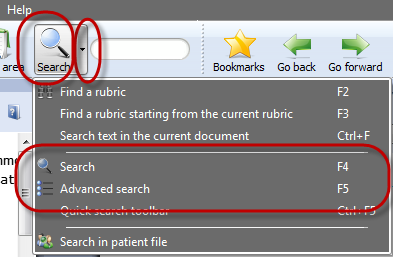 Help
area
Search
Bookmarks
Go back
Go forward
Find a rubric F2
Find a rubric starting from the current rubric F3
Search text in the current document Ctrl+F
Search F4
Advanced search F5
Quick search toolbar Ctrl+F5
Search in patient file